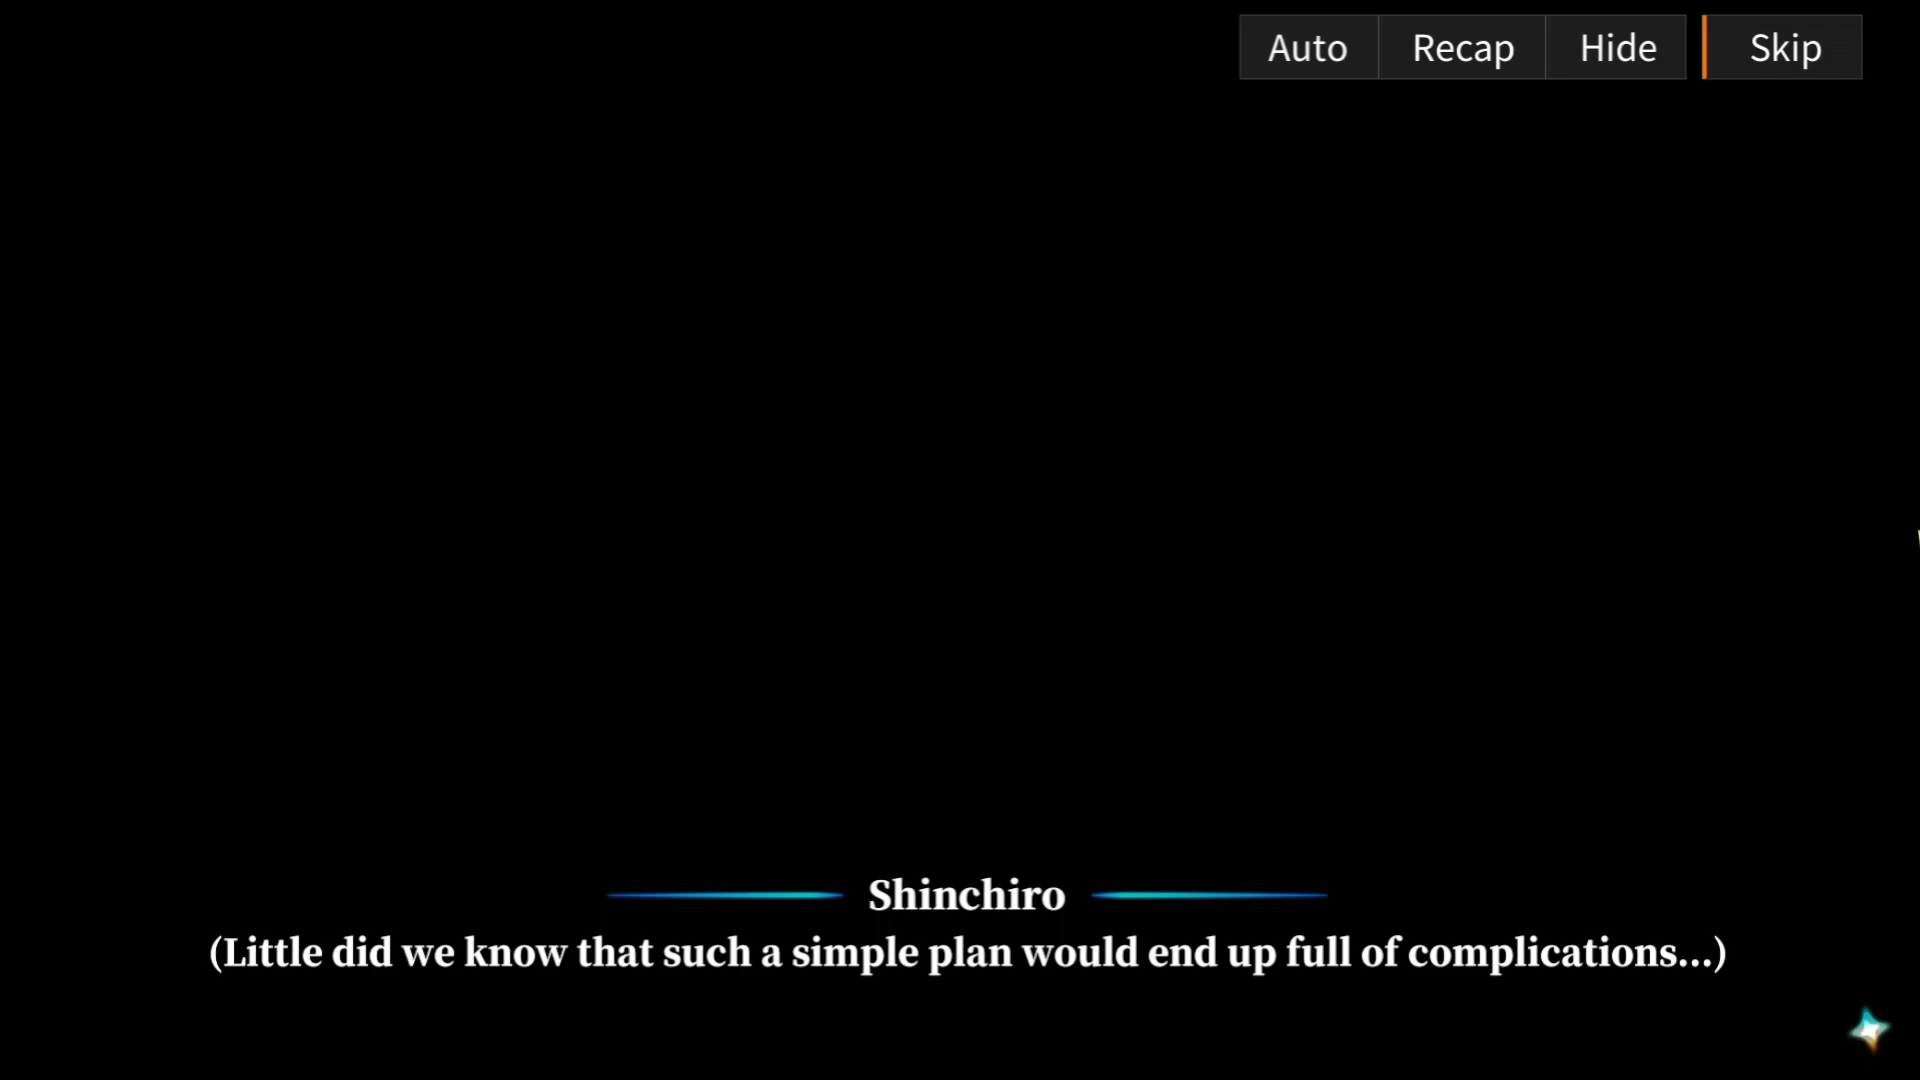 Auto Recap Hide Skip
Shinchiro
(Little did we know that such a simple plan would end up full of complications...)